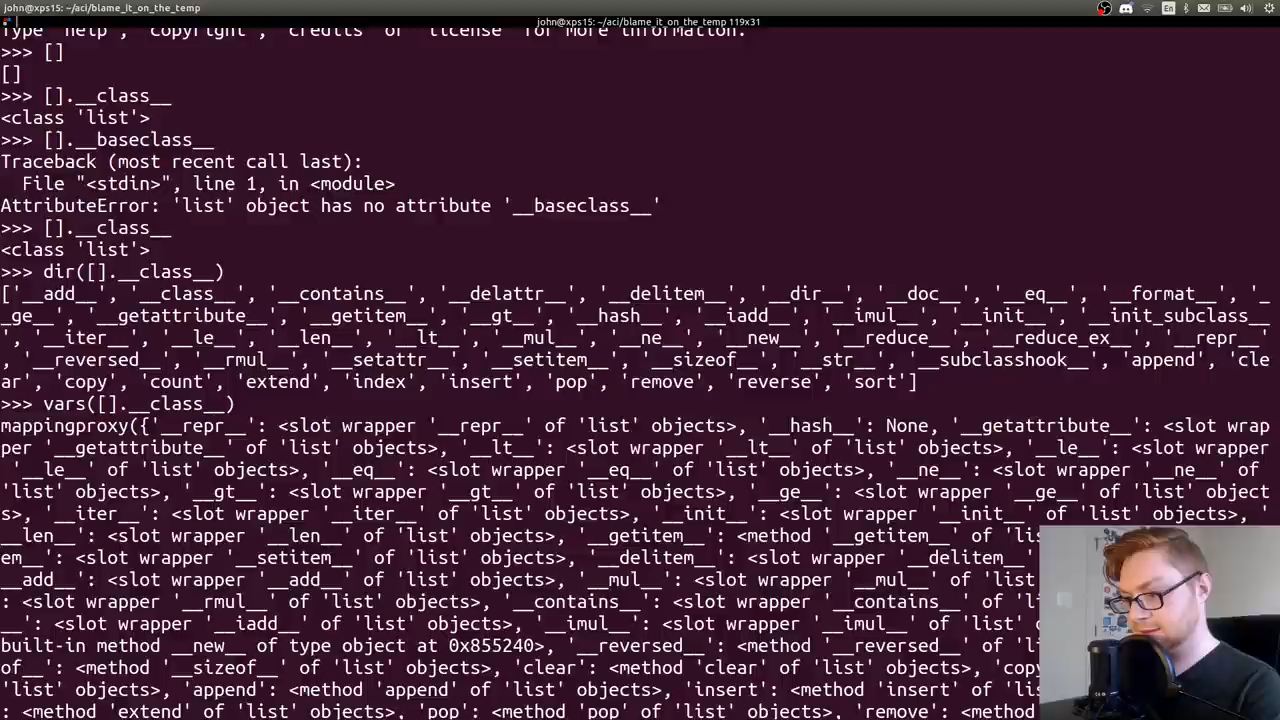 john@xps15: ~/aci/blame_it_on_the_temp
En
john@xps15: ~/aci/blame_it_on_the_temp 119x31
Type "help", "copyright", "credits" or "license" for more information.
>>> []
[]
>>> [].__class__
<class 'list'>
>>> [].__baseclass__
Traceback (most recent call last):
  File "<stdin>", line 1, in <module>
AttributeError: 'list' object has no attribute '__baseclass__'
>>> [].__class__
<class 'list'>
>>> dir([].__class__)
['__add__', '__class__', '__contains__', '__delattr__', '__delitem__', '__dir__', '__doc__', '__eq__', '__format__', '_
_ge__', '__getattribute__', '__getitem__', '__gt__', '__hash__', '__iadd__', '__imul__', '__init__', '__init_subclass__
', '__iter__', '__le__', '__len__', '__lt__', '__mul__', '__ne__', '__new__', '__reduce__', '__reduce_ex__', '__repr__'
, '__reversed__', '__rmul__', '__setattr__', '__setitem__', '__sizeof__', '__str__', '__subclasshook__', 'append', 'cle
ar', 'copy', 'count', 'extend', 'index', 'insert', 'pop', 'remove', 'reverse', 'sort']
>>> vars([].__class__)
mappingproxy({'__repr__': <slot wrapper '__repr__' of 'list' objects>, '__hash__': None, '__getattribute__': <slot wrap
per '__getattribute__' of 'list' objects>, '__lt__': <slot wrapper '__lt__' of 'list' objects>, '__le__': <slot wrapper
 '__le__' of 'list' objects>, '__eq__': <slot wrapper '__eq__' of 'list' objects>, '__ne__': <slot wrapper '__ne__' of
'list' objects>, '__gt__': <slot wrapper '__gt__' of 'list' objects>, '__ge__': <slot wrapper '__ge__' of 'list' object
s>, '__iter__': <slot wrapper '__iter__' of 'list' objects>, '__init__': <slot wrapper '__init__' of 'list' objects>, '
__len__': <slot wrapper '__len__' of 'list' objects>, '__getitem__': <method '__getitem__' of 'lis
em__': <slot wrapper '__setitem__' of 'list' objects>, '__delitem__': <slot wrapper '__delitem__
__add__': <slot wrapper '__add__' of 'list' objects>, '__mul__': <slot wrapper '__mul__' of 'list
: <slot wrapper '__rmul__' of 'list' objects>, '__contains__': <slot wrapper '__contains__' of 'li
__': <slot wrapper '__iadd__' of 'list' objects>, '__imul__': <slot wrapper '__imul__' of 'list'
built-in method __new__ of type object at 0x855240>, '__reversed__': <method '__reversed__' of 'l
of__': <method '__sizeof__' of 'list' objects>, 'clear': <method 'clear' of 'list' objects>, 'cop
'list' objects>, 'append': <method 'append' of 'list' objects>, 'insert': <method 'insert' of 'lis
: <method 'extend' of 'list' objects>, 'pop': <method 'pop' of 'list' objects>, 'remove': <method